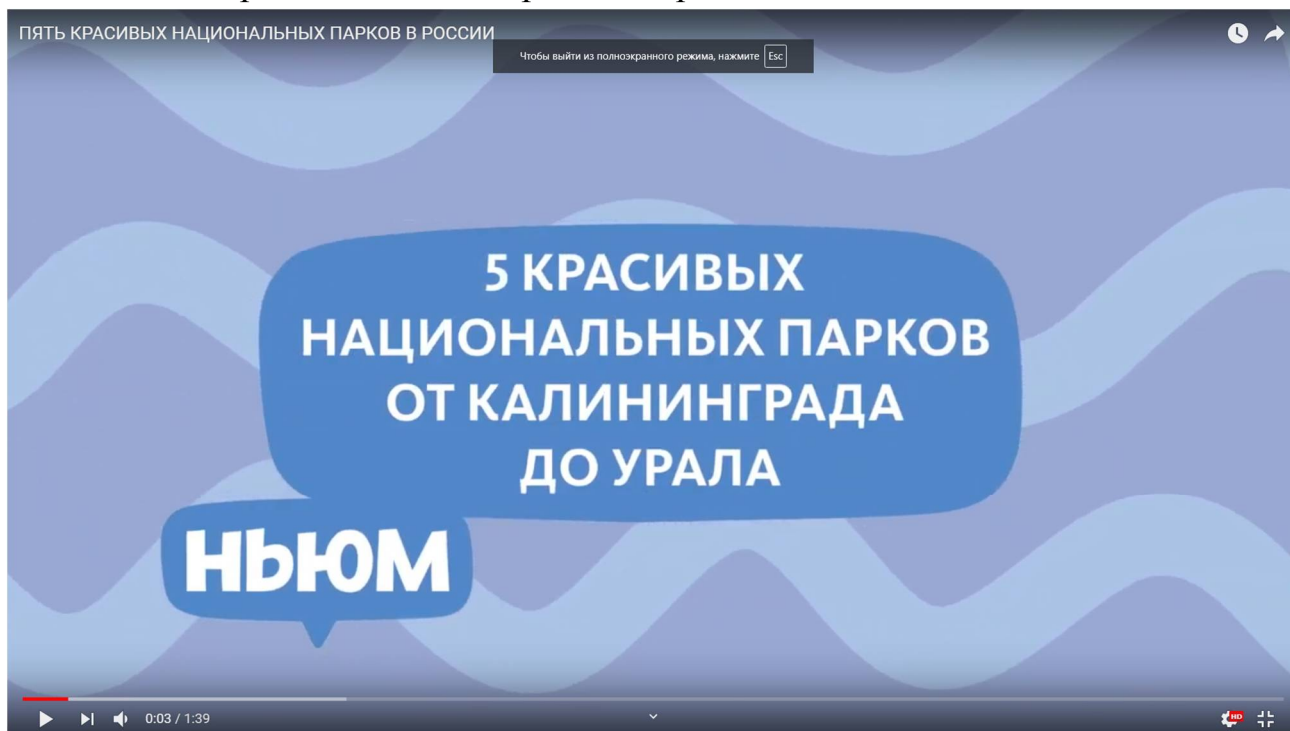 ПЯТЬ КРАСИВЫХ НАЦИОНАЛЬНЫХ ПАРКОВ В РОССИИ
Чтобы выйти из полноэкранного режима, нажмите Esc
5 КРАСИВЫХ
НАЦИОНАЛЬНЫХ ПАРКОВ
ОТ КАЛИНИНГРАДА
ДО УРАЛА
НЬЮМ
0:03 / 1:39
HD